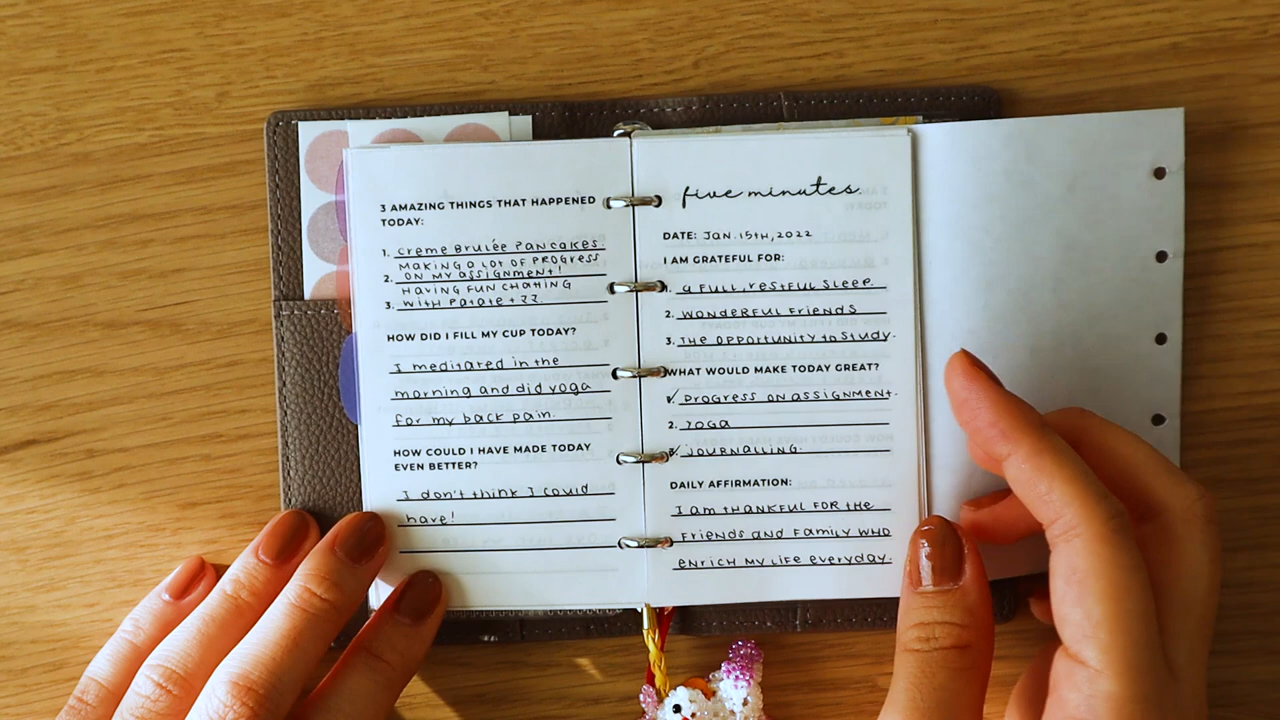 3 AMAZING THINGS THAT HAPPENED
TODAY:
1. Creme Brulée Pancakes.
2. Making a lot of progress
on my assignment!
3. Having fun chating
with
HOW DID I FILL MY CUP TODAY?
I meditated in the
morning and did yoga
for my back pain.
HOW COULD I HAVE MADE TODAY
EVEN BETTER?
I don't think I could
have!
five minutes.
DATE: Jan. 15th, 2022
I AM GRATEFUL FOR:
1. a full, restful sleep.
2. wonderful friends
3. The opportunity to study.
WHAT WOULD MAKE TODAY GREAT?
1. Progress on assignment.
2. Yoga
3. Journalling.
DAILY AFFIRMATION:
I am thankful for the
friends and family who
enrich my life everyday.